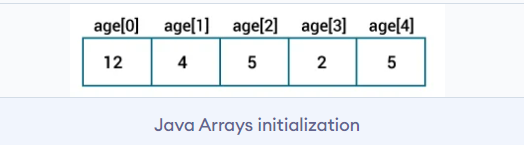 age[0] age[1] age[2] age[3] age[4]
12 4 5 2 5
Java Arrays initialization